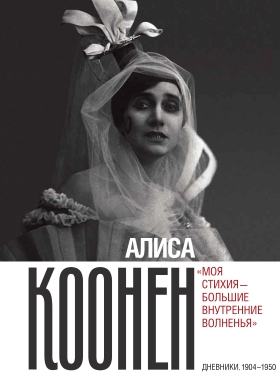 АЛИСА
КООНЕН
«МОЯ
СТИХИЯ—
БОЛЬШИЕ
ВНУТРЕННИЕ
ВОЛНЕНЬЯ»
ДНЕВНИКИ. 1904–1950